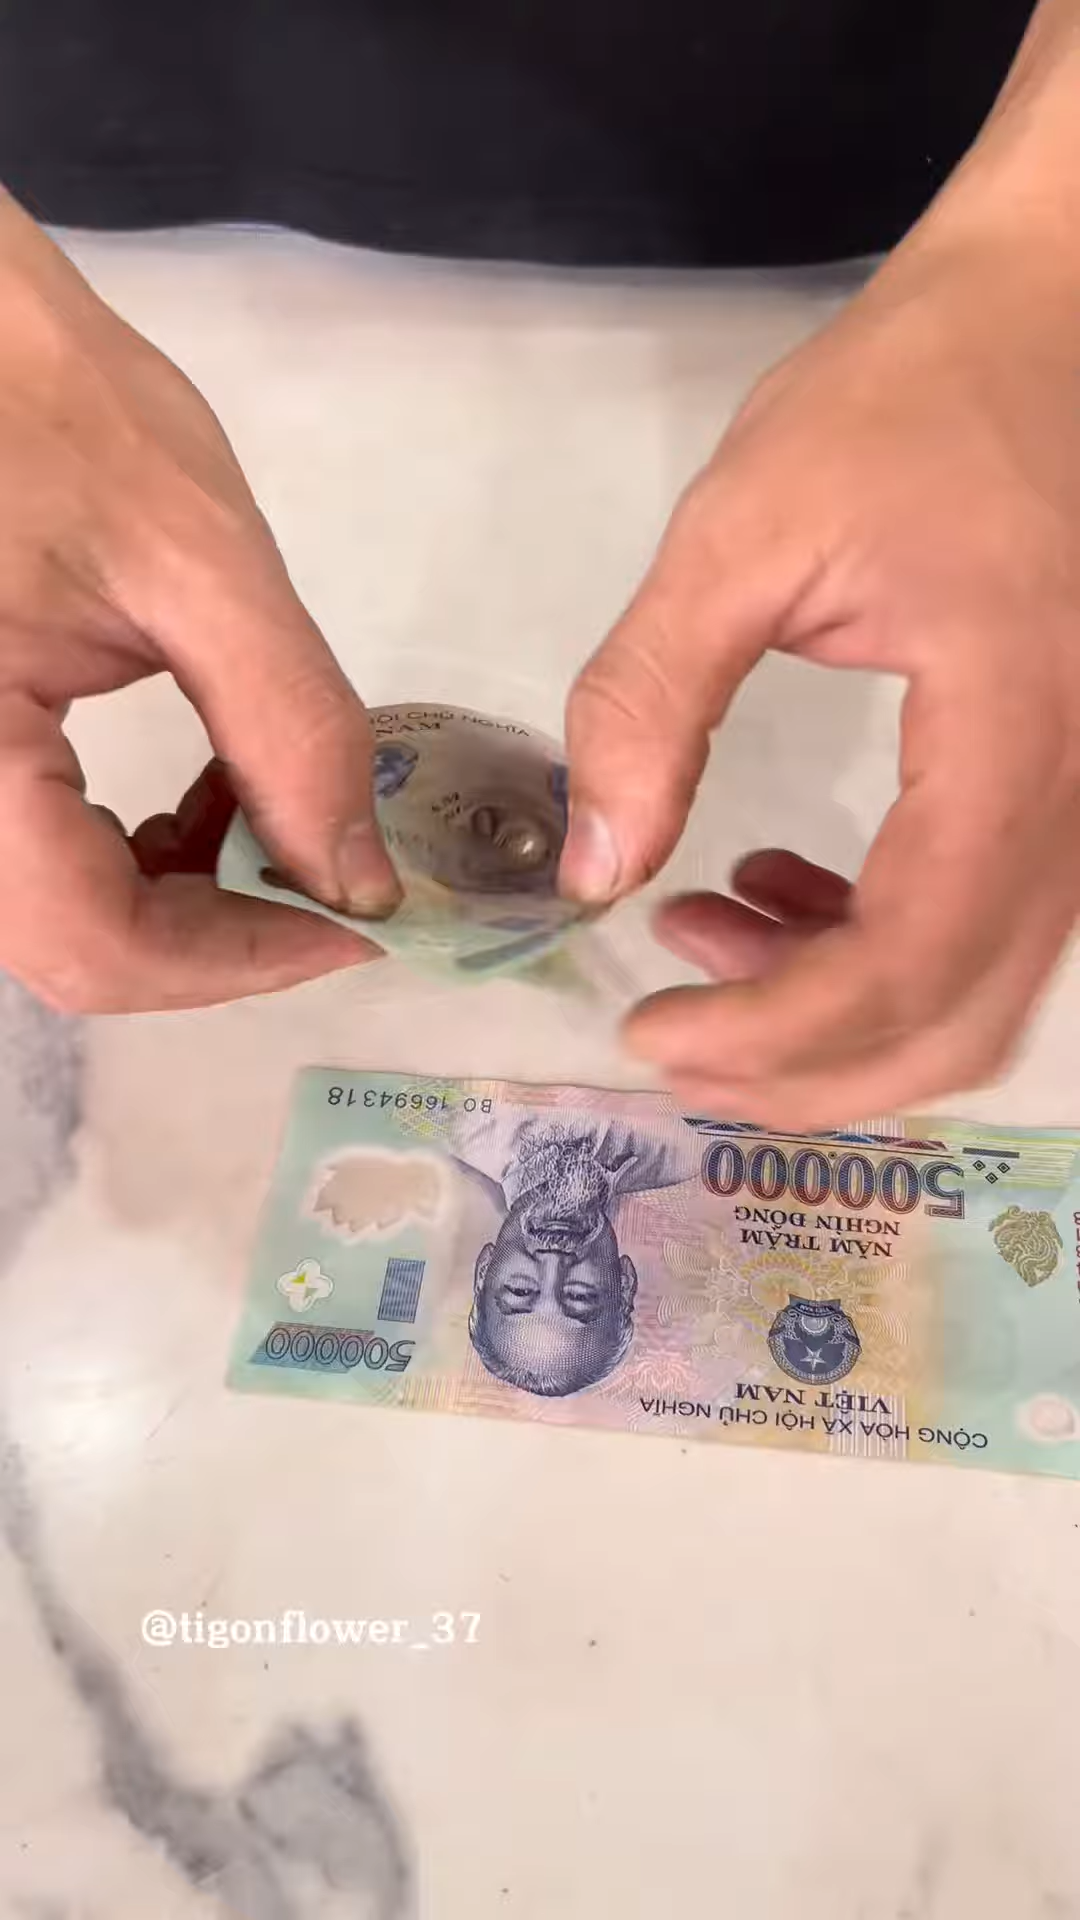 ỘI CHỦ NGHĨA
NAM
BO 16694318
500000
NĂM TRĂM
NGHÌN ĐỒNG
500000
VIỆT NAM
CỘNG HÒA XÃ HỘI CHỦ NGHĨA
@tigonflower_37